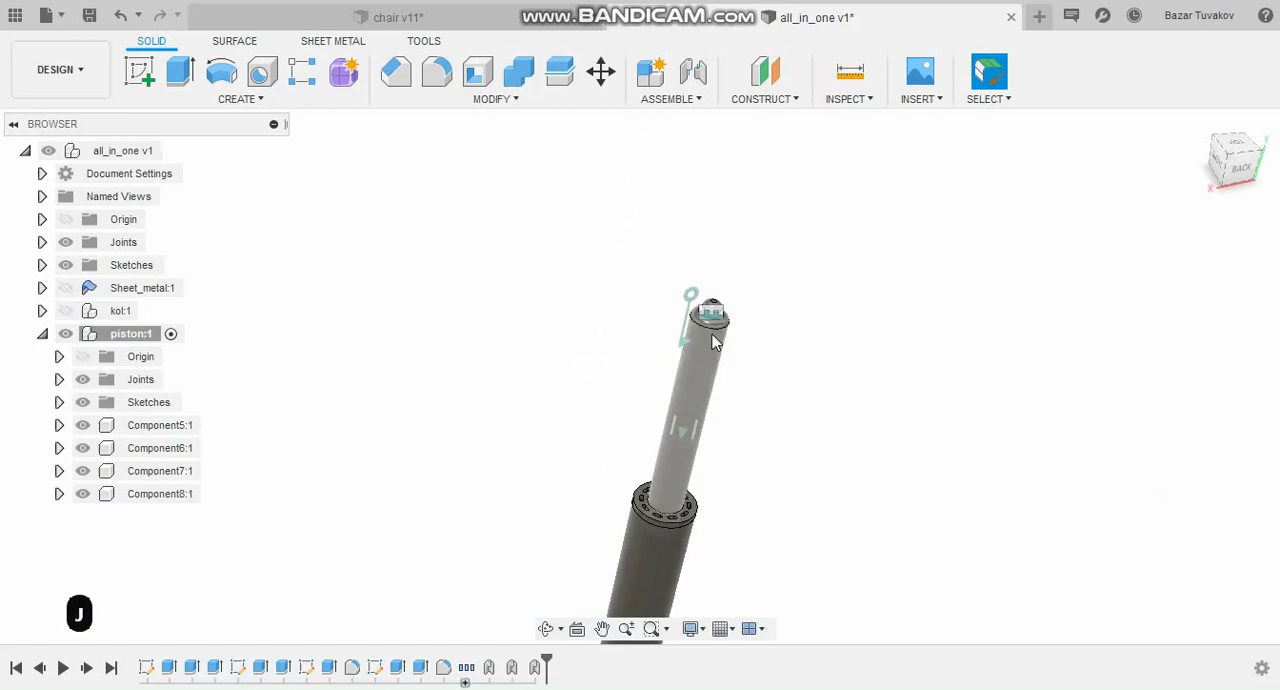 chair v11*
www.BANDICAM.com
all_in_one v1*
Bazar Tuvakov
DESIGN
SOLID
SURFACE
SHEET METAL
TOOLS
CREATE
MODIFY
ASSEMBLE
CONSTRUCT
INSPECT
INSERT
SELECT
BROWSER
all_in_one v1
Document Settings
Named Views
Origin
Joints
Sketches
Sheet_metal:1
kol:1
piston:1
Origin
Joints
Sketches
Component5:1
Component6:1
Component7:1
Component8:1
BACK
X
J